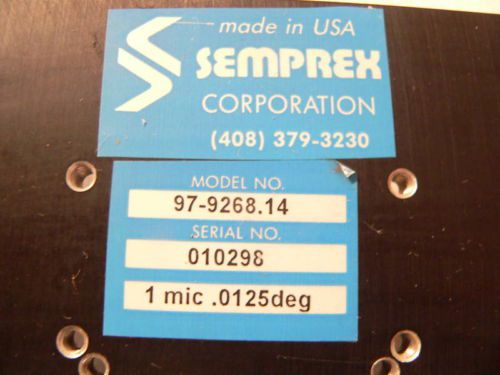 made in USA
SEMPREX
CORPORATION
(408) 379-3230
MODEL NO.
97-9268.14
SERIAL NO.
010298
1 mic .0125deg